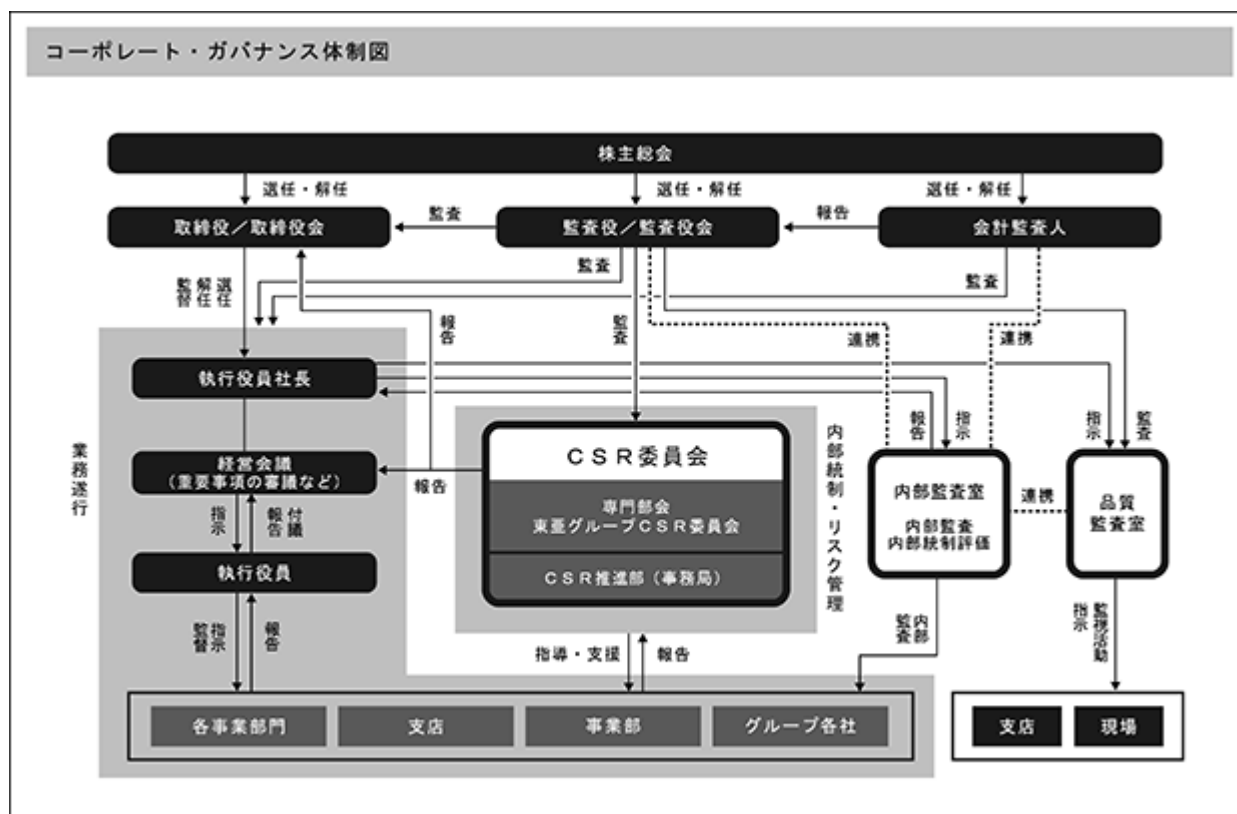 コーポレート・ガバナンス体制図
株主総会
選任・解任
選任・解任
選任・解任
取締役／取締役会
監査
監査役／監査役会
報告
会計監査人
監査
監査
選任
解任
監督
報告
監査
連携
連携
執行役員社長
報告
指示
指示
監査
業務遂行
経営会議
（重要事項の審議など）
報告
CSR委員会
専門部会
東亜グループCSR委員会
CSR推進部（事務局）
内部統制・リスク管理
内部監査室
内部監査
内部統制評価
連携
品質
監査室
指示
付議
報告
執行役員
指示
監督
報告
指導・支援
報告
内部
監査
監視活動
指示
各事業部門
支店
事業部
グループ各社
支店
現場